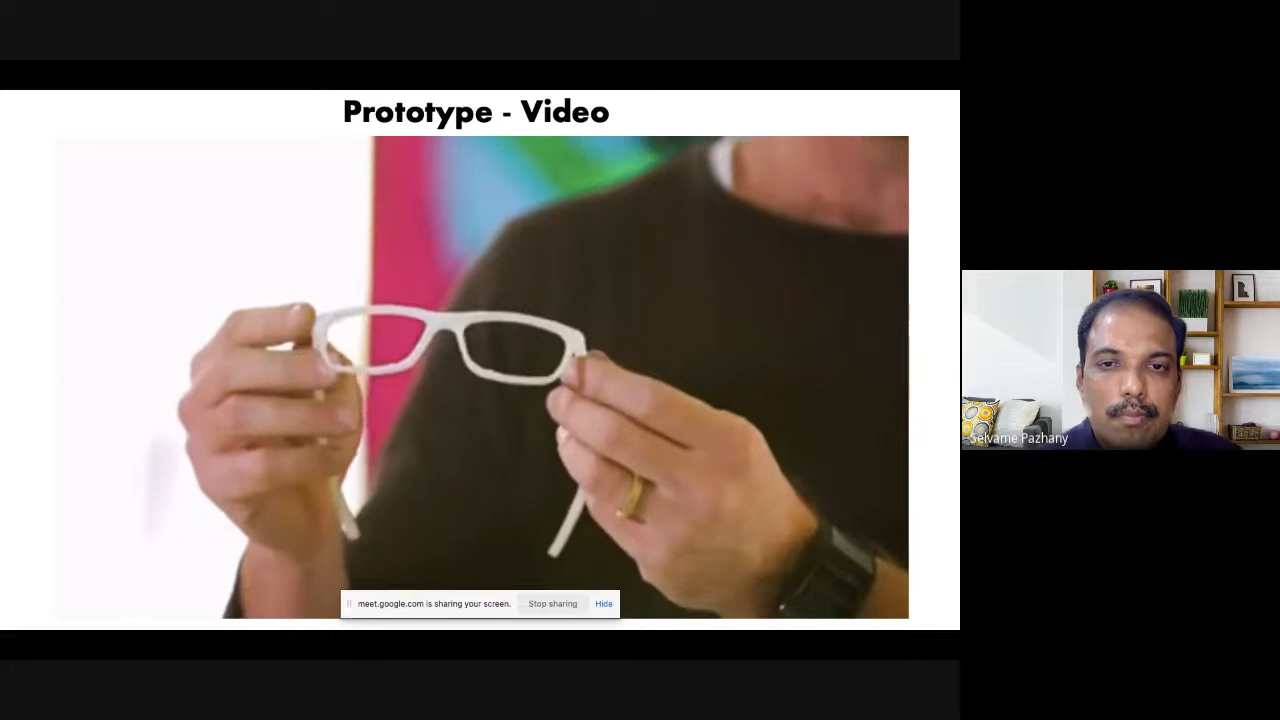 Prototype - Video
meet.google.com is sharing your screen. Stop sharing Hide
Selvame Pazhany